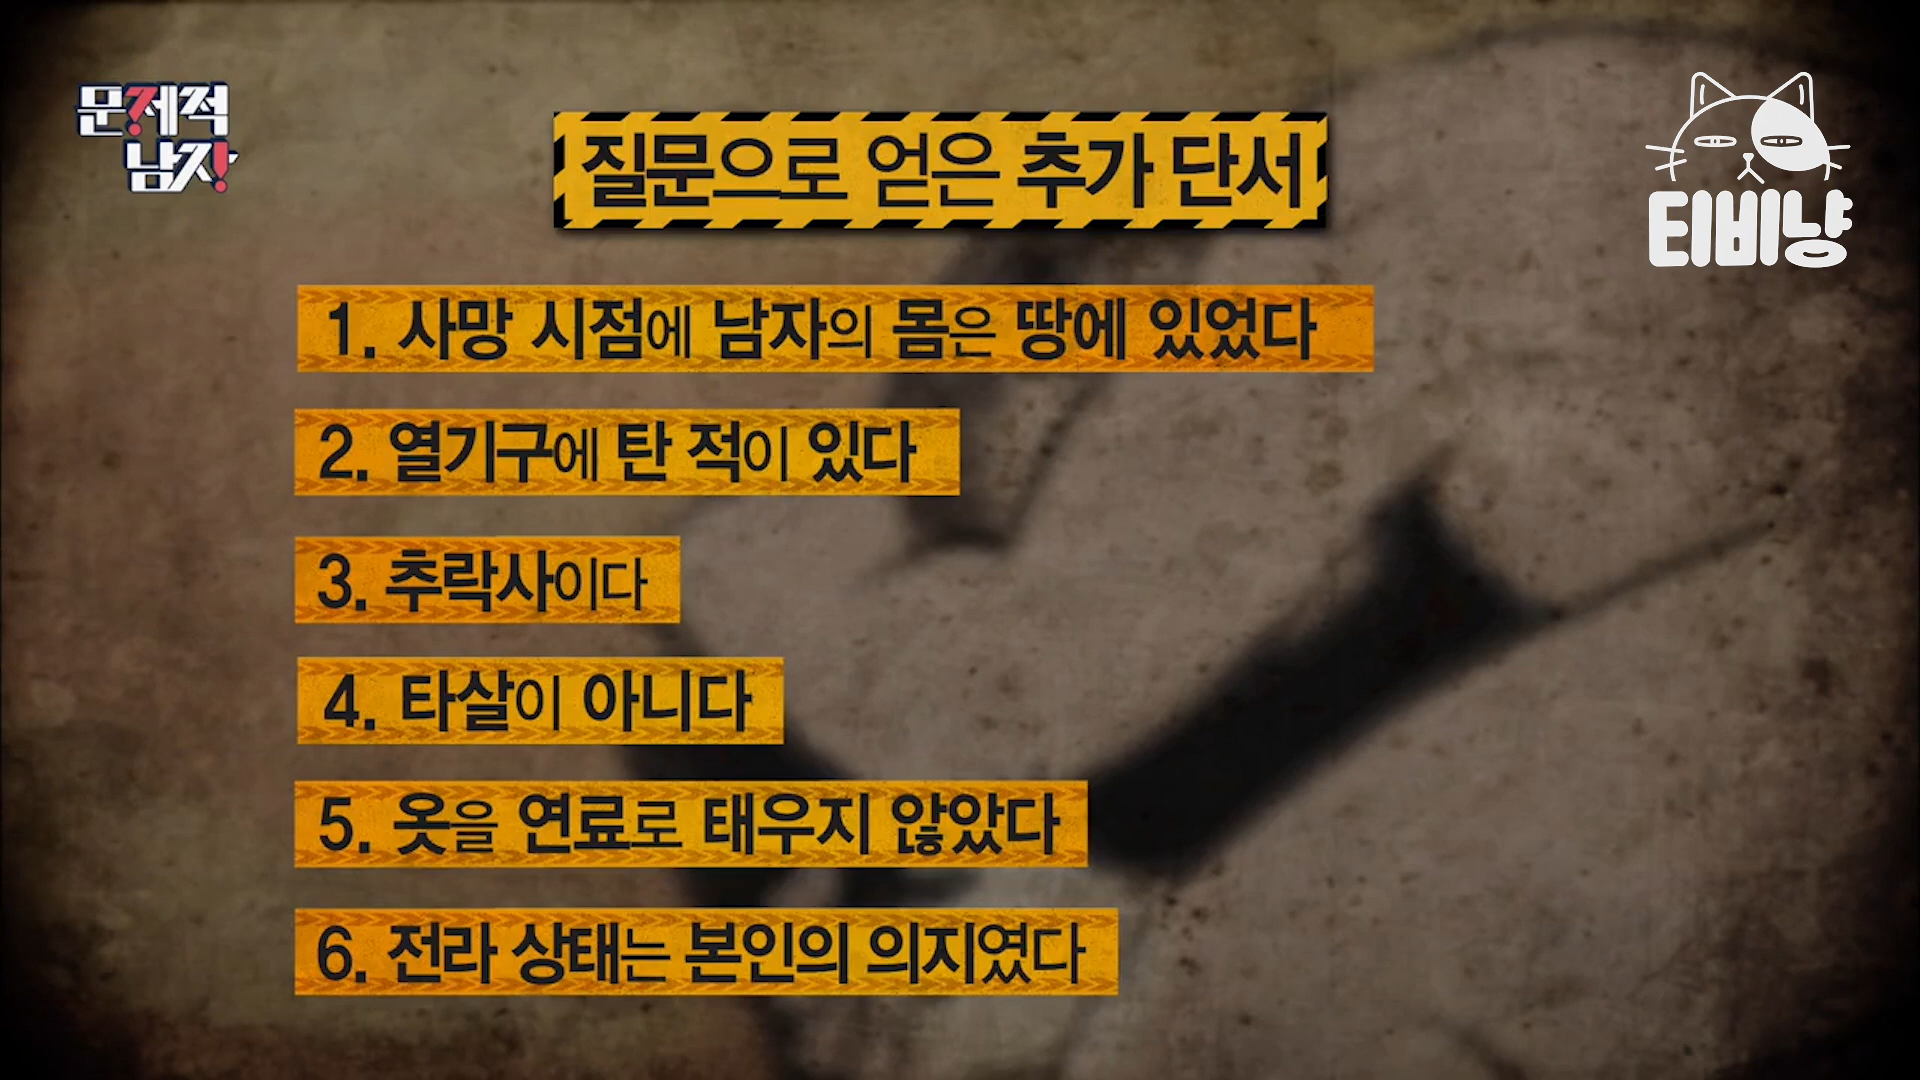 문제적
남자
티비냥
질문으로 얻은 추가 단서
1. 사망 시점에 남자의 몸은 땅에 있었다
2. 열기구에 탄 적이 있다
3. 추락사이다
4. 타살이 아니다
5. 옷을 연료로 태우지 않았다
6. 전라 상태는 본인의 의지였다